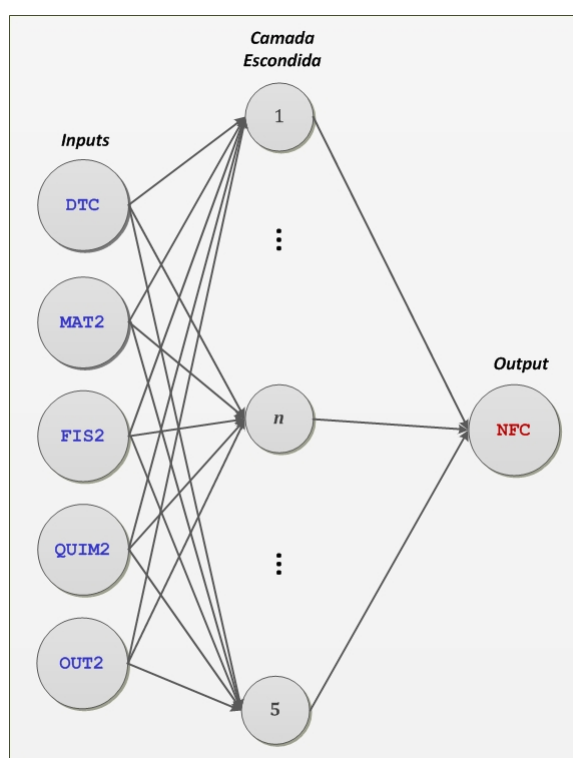 Camada
Escondida
Inputs
DTC
MAT2
FIS2
QUIM2
OUT2
1
⋮
n
⋮
5
Output
NFC